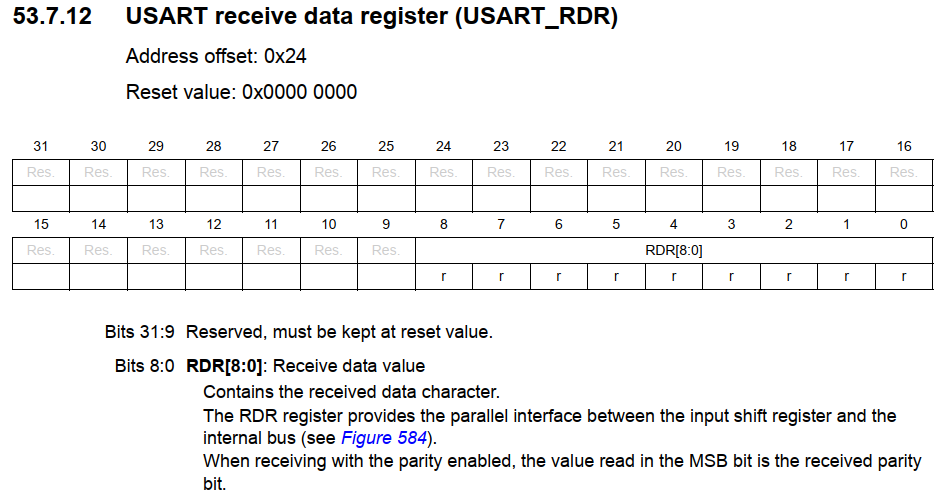 53.7.12 USART receive data register (USART_RDR)
Address offset: 0x24
Reset value: 0x0000 0000
31 30 29 28 27 26 25 24 23 22 21 20 19 18 17 16
Res. Res. Res. Res. Res. Res. Res. Res. Res. Res. Res. Res. Res. Res. Res. Res.
15 14 13 12 11 10 9 8 7 6 5 4 3 2 1 0
Res. Res. Res. Res. Res. Res. Res. RDR[8:0]
r r r r r r r r r
Bits 31:9 Reserved, must be kept at reset value.
Bits 8:0 RDR[8:0]: Receive data value
Contains the received data character.
The RDR register provides the parallel interface between the input shift register and the
internal bus (see Figure 584).
When receiving with the parity enabled, the value read in the MSB bit is the received parity
bit.